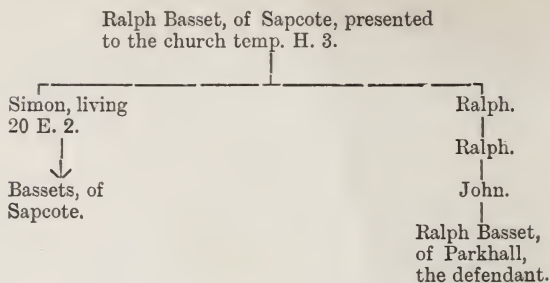 Ralph Basset, of Sapcote, presented
to the church temp. H. 3.
Simon, living
20 E. 2.
Bassets, of
Sapcote.
Ralph.
Ralph.
John.
Ralph Basset,
of Parkhall,
the defendant.